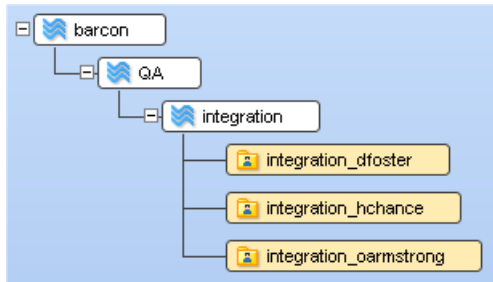 barcon
QA
integration
integration_dfoster
integration_hchance
integration_oarmstrong